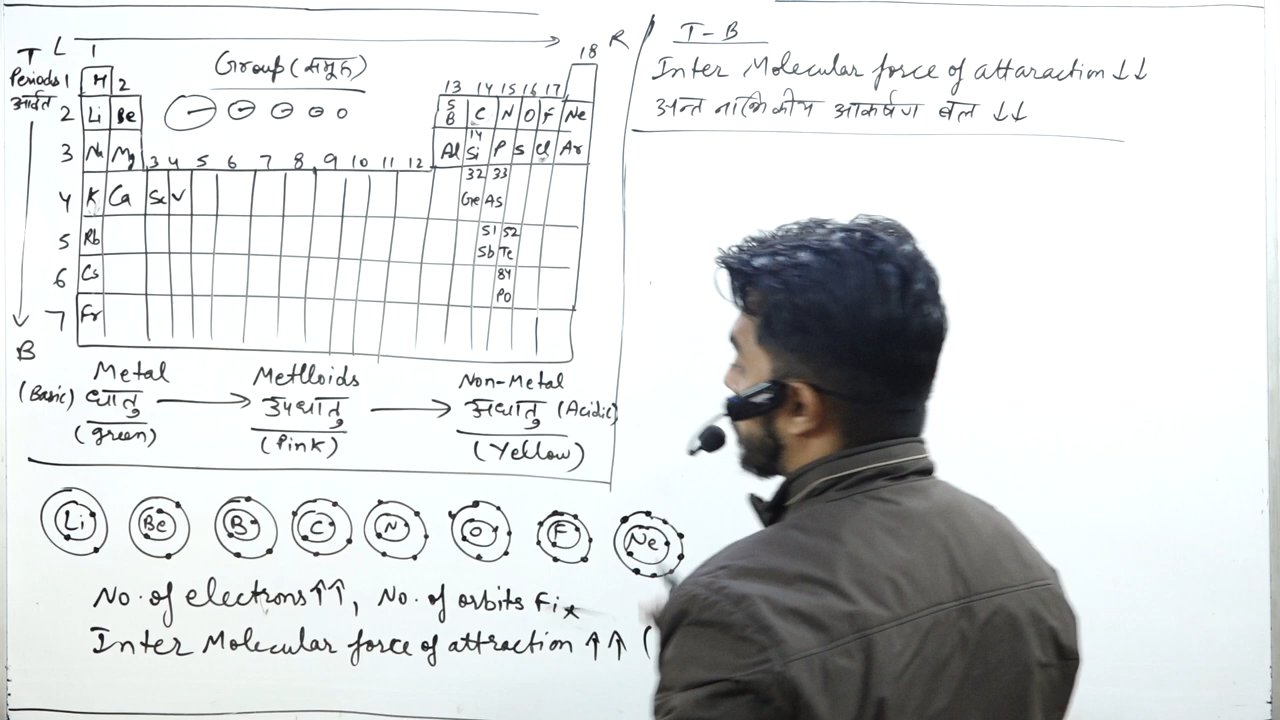 T L 1 R
Group (समूह)
18
Periods 1 H 2 13 14 15 16 17
आर्वत 2 Li Be 5 B C N O F Ne
3 Na Mg 3 4 5 6 7 8 9 10 11 12 Al 14 Si P S Cl Ar
4 K Ca Sc V 32 Ge 33 As
5 Rb 51 Sb 52 Te
6 Cs 84 Po
7 Fr
B
Metal Metlloids Non-Metal
(Basic) धातु उपधातु अधातु (Acidic)
(green) (Pink) (Yellow)
Li Be B C N O F Ne
No. of electrons↑↑, No. of orbits Fix
Inter Molecular force of attraction ↑↑ (
T-B
Inter Molecular force of attaraction ↓↓
अन्त नाभिकीय आकर्षण बल ↓↓